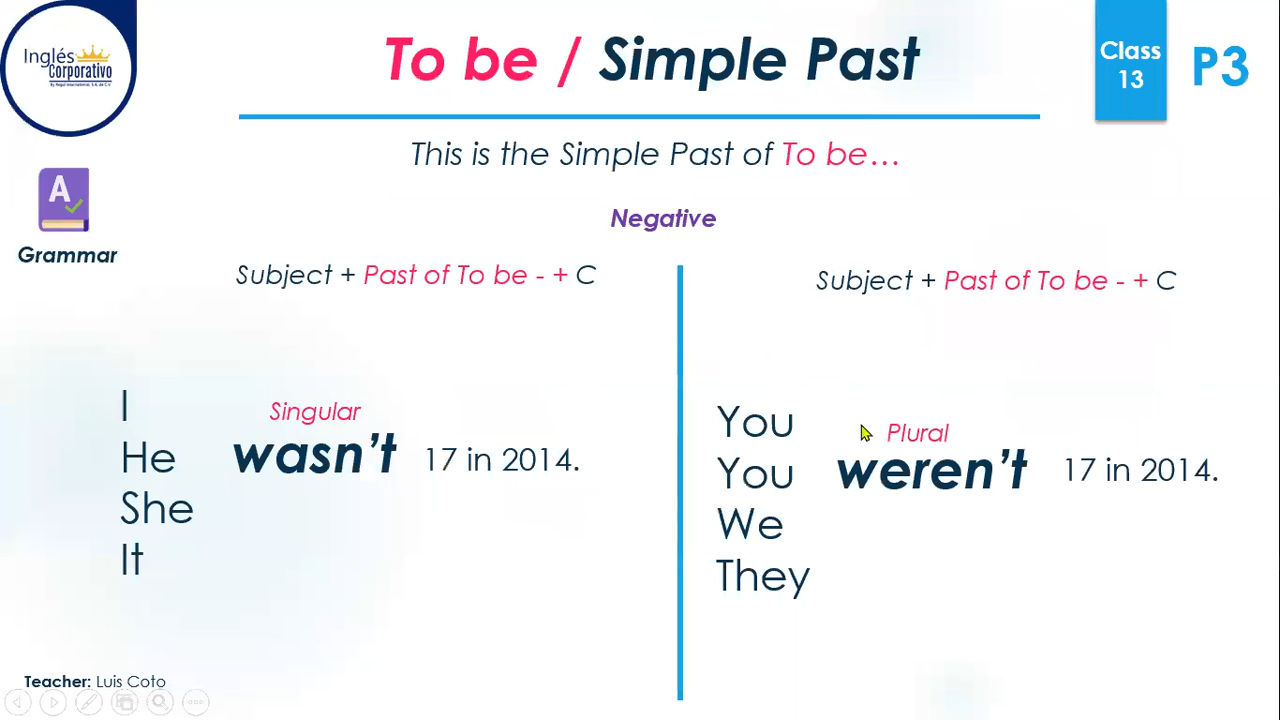 Inglés
corporativo
To be / Simple Past
Class
13
P3
This is the Simple Past of To be...
A
Grammar
Negative
Subject + Past of To be - + C
Subject + Past of To be - + C
I
He
She
It
Singular
wasn't
17 in 2014.
You
You
We
They
Plural
weren't
17 in 2014.
Teacher: Luis Coto